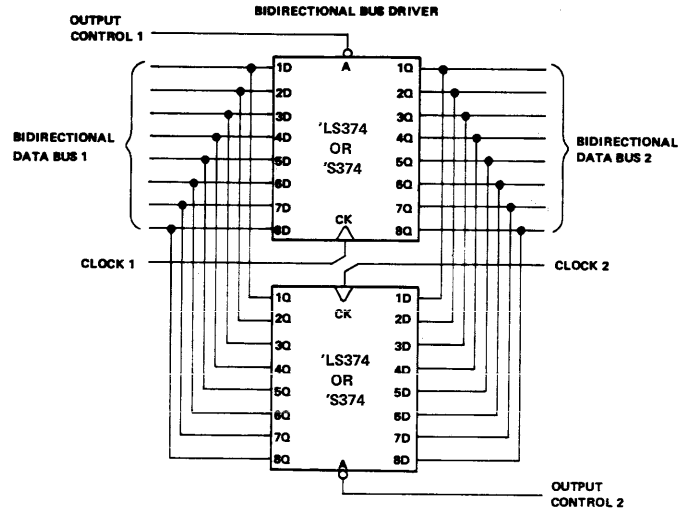 BIDIRECTIONAL BUS DRIVER
OUTPUT
CONTROL 1
A
1D
1Q
2D
2Q
3D
3Q
4D
4Q
5D
5Q
6D
6Q
7D
7Q
8D
8Q
'LS374
OR
'S374
CK
BIDIRECTIONAL
DATA BUS 1
BIDIRECTIONAL
DATA BUS 2
CLOCK 1
CLOCK 2
CK
1Q
1D
2Q
2D
3Q
3D
4Q
4D
5Q
5D
6Q
6D
7Q
7D
8Q
8D
'LS374
OR
'S374
A
OUTPUT
CONTROL 2